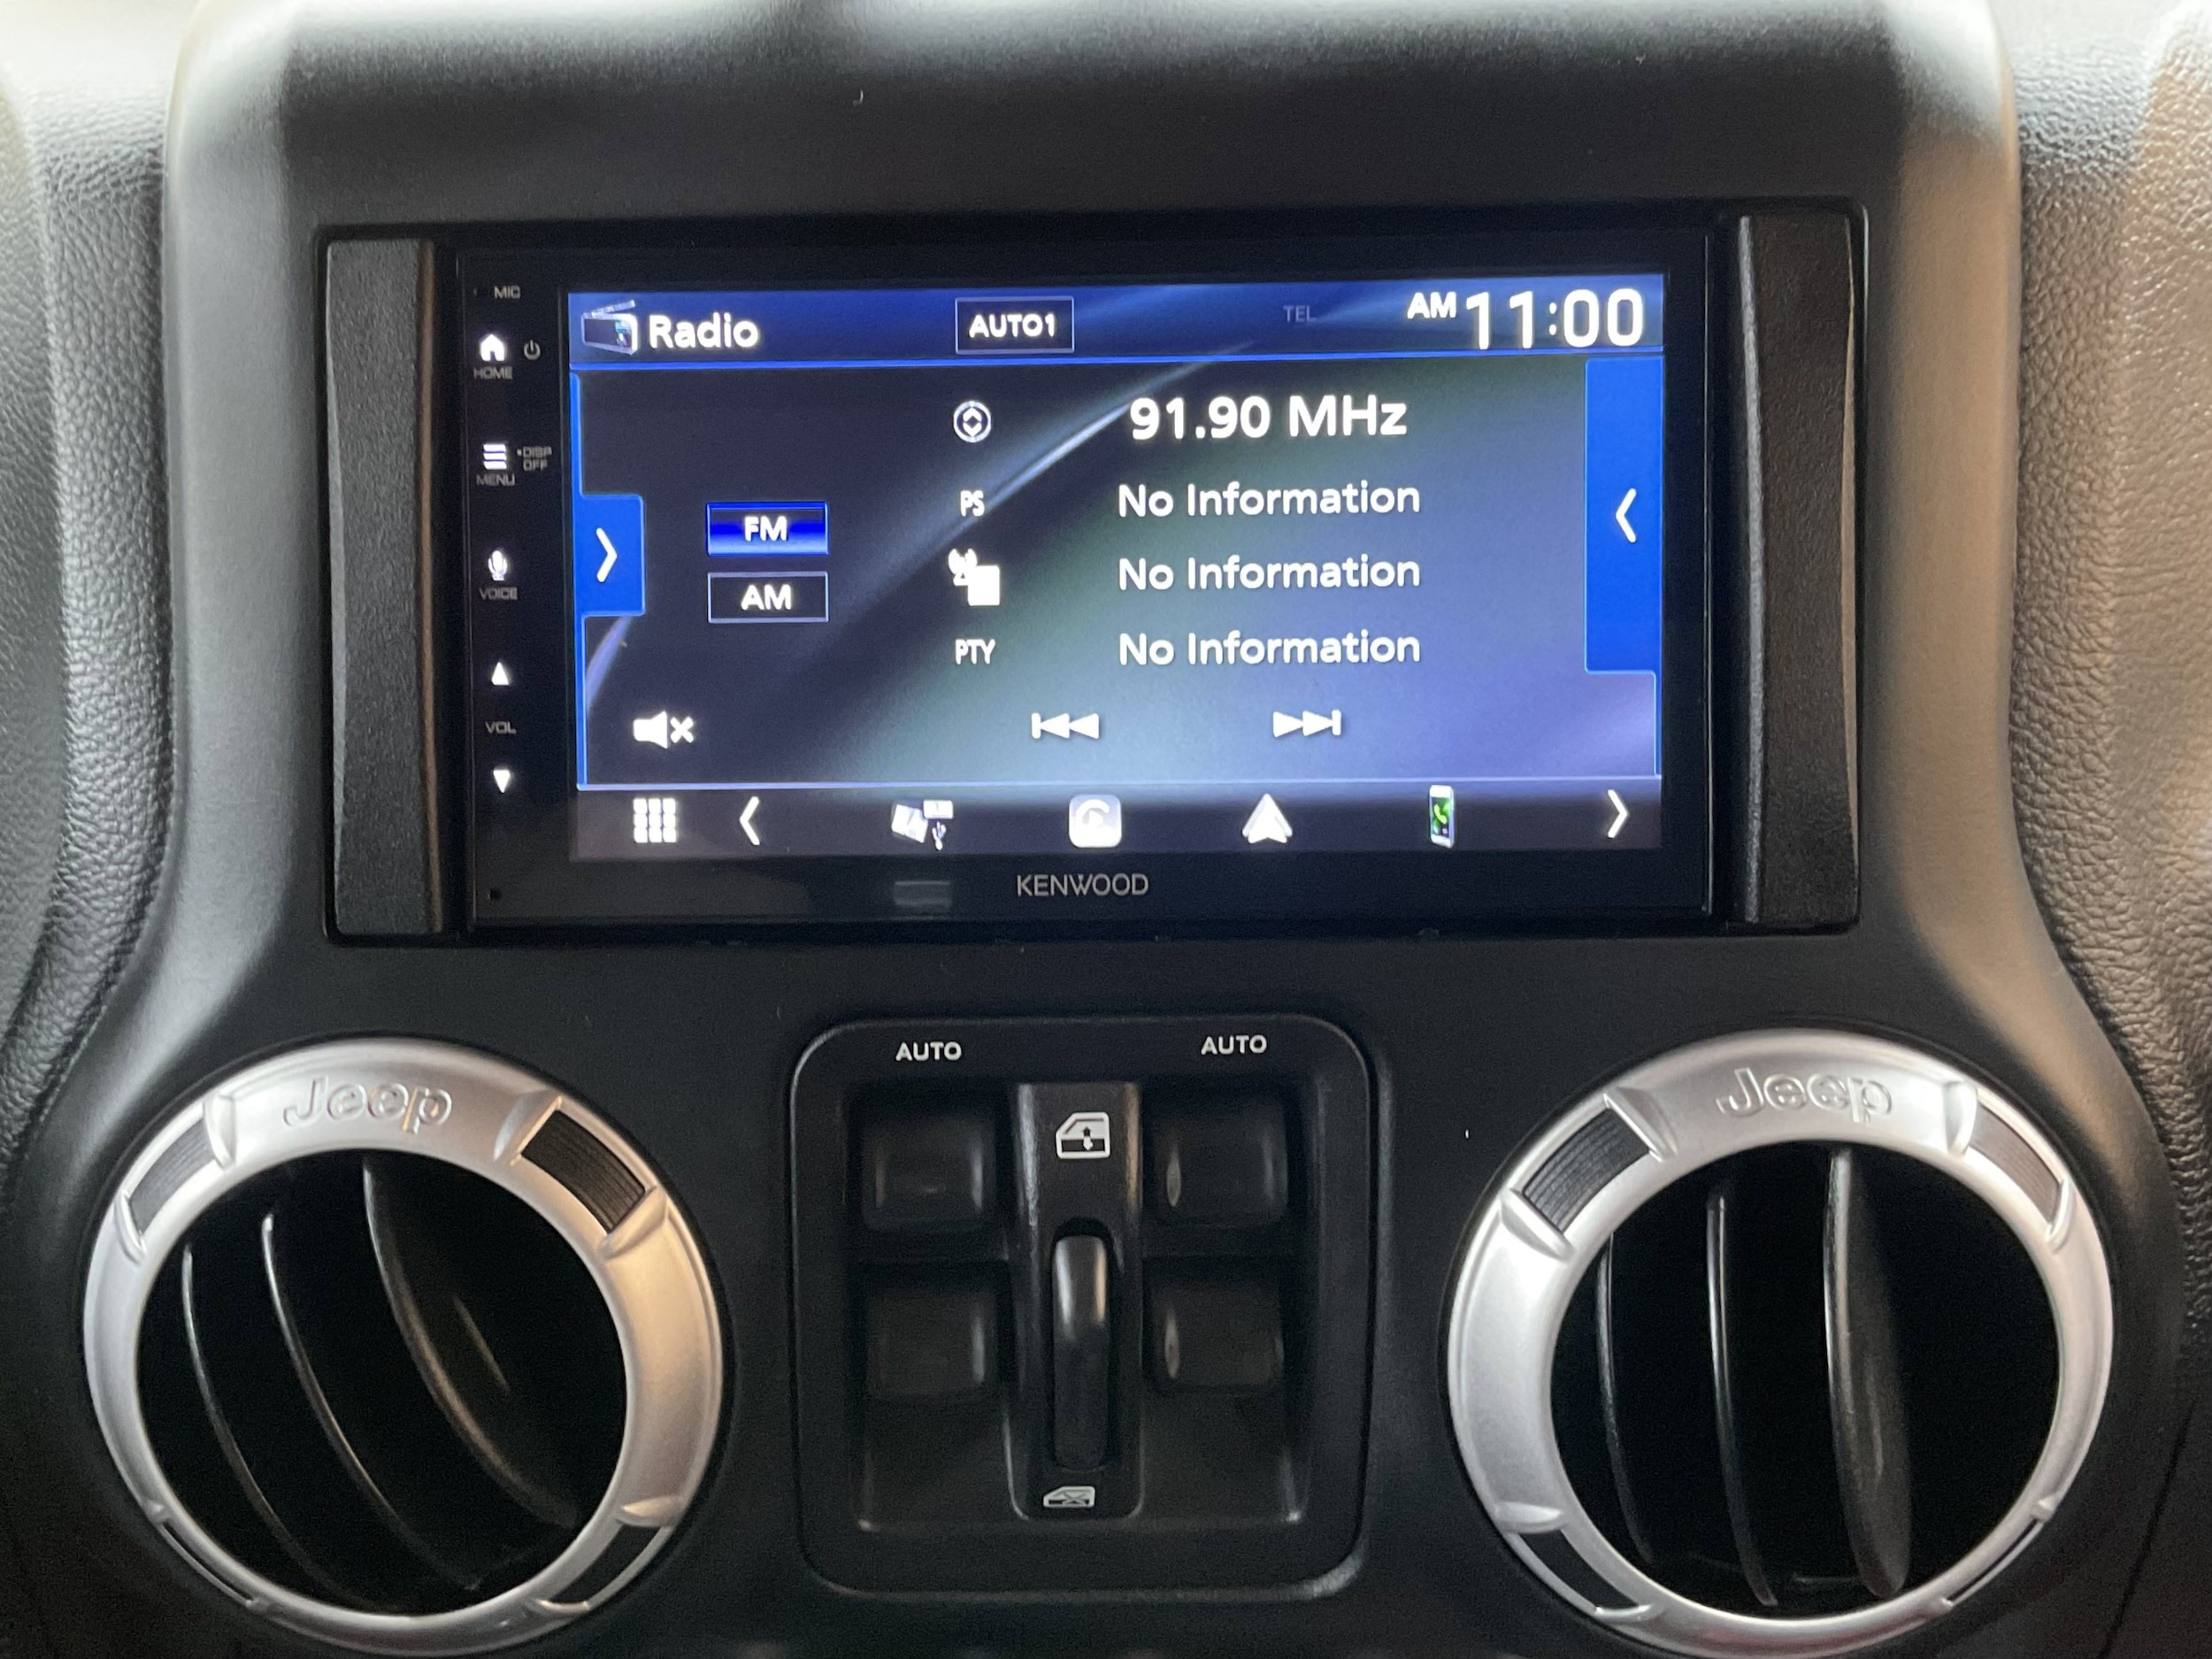 MIC
Radio
AUTO1
TEL
AM 11:00
HOME
91.90 MHz
MENU
•DISP
OFF
PS
No Information
FM
VOICE
No Information
AM
PTY
No Information
VOL
KENWOOD
AUTO
AUTO
Jeep
Jeep